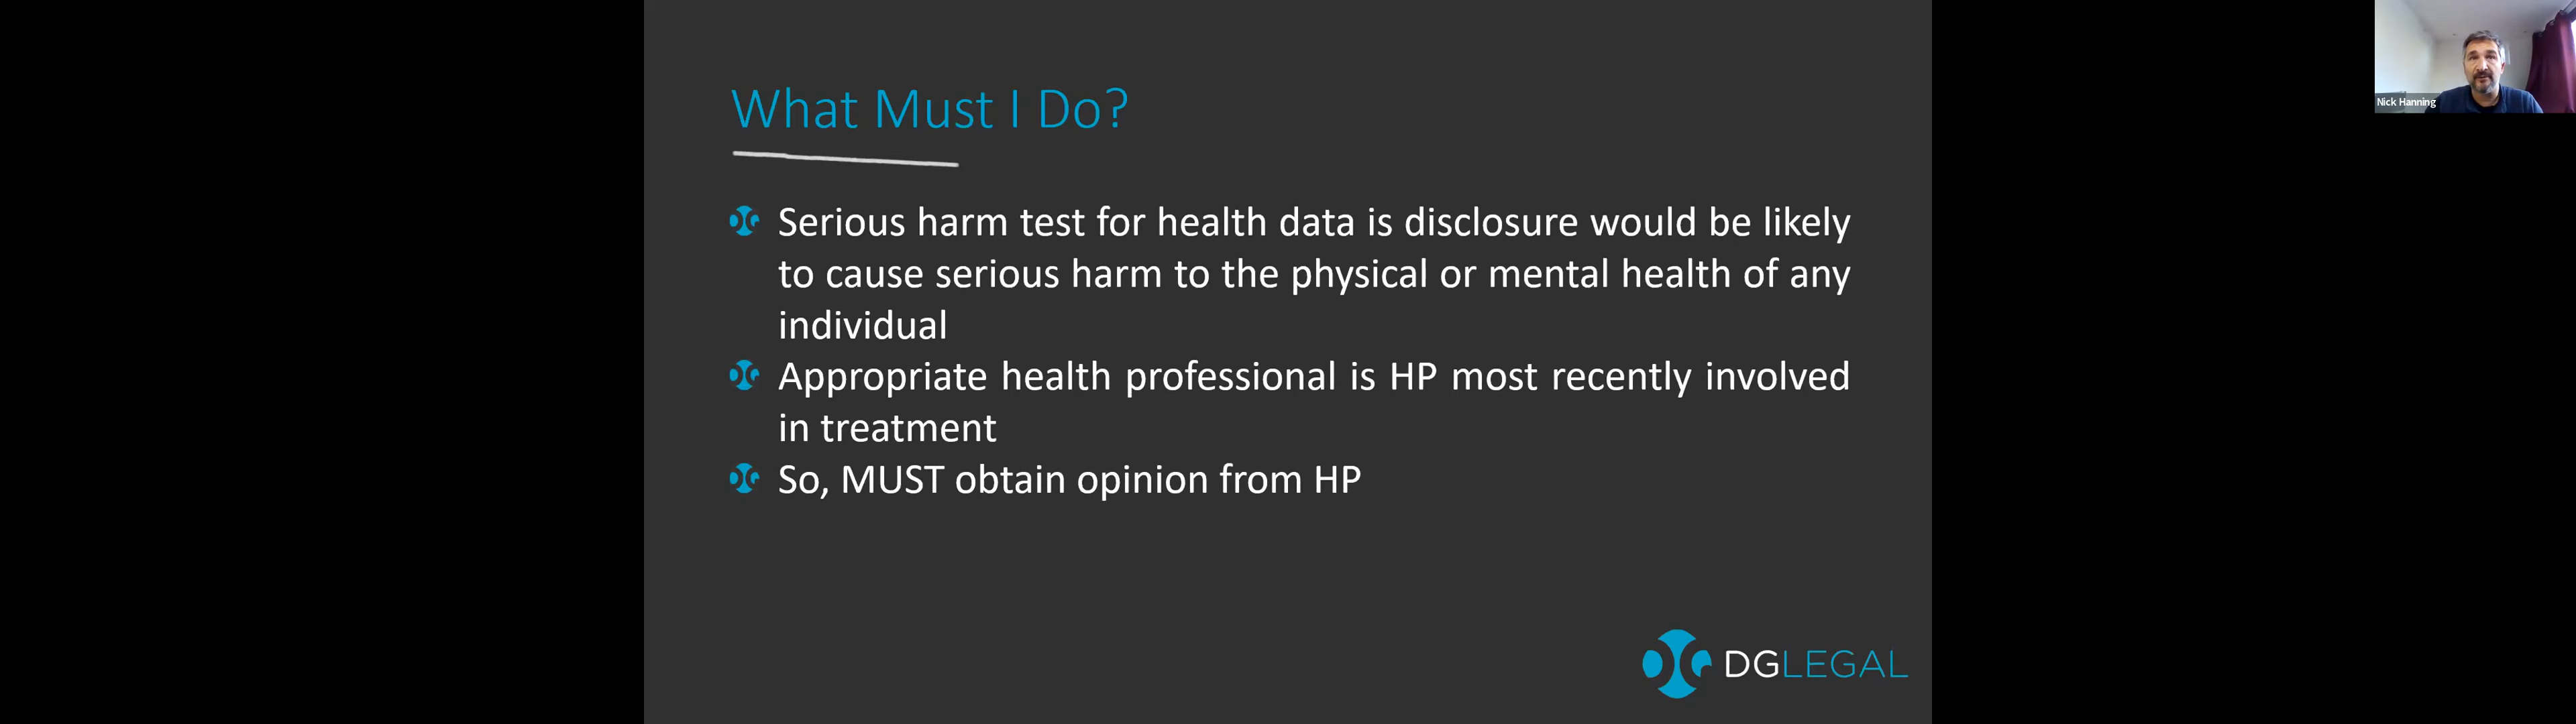 What Must I Do?
Serious harm test for health data is disclosure would be likely
to cause serious harm to the physical or mental health of any
individual
Appropriate health professional is HP most recently involved
in treatment
So, MUST obtain opinion from HP
DGLEGAL
Nick Hanning